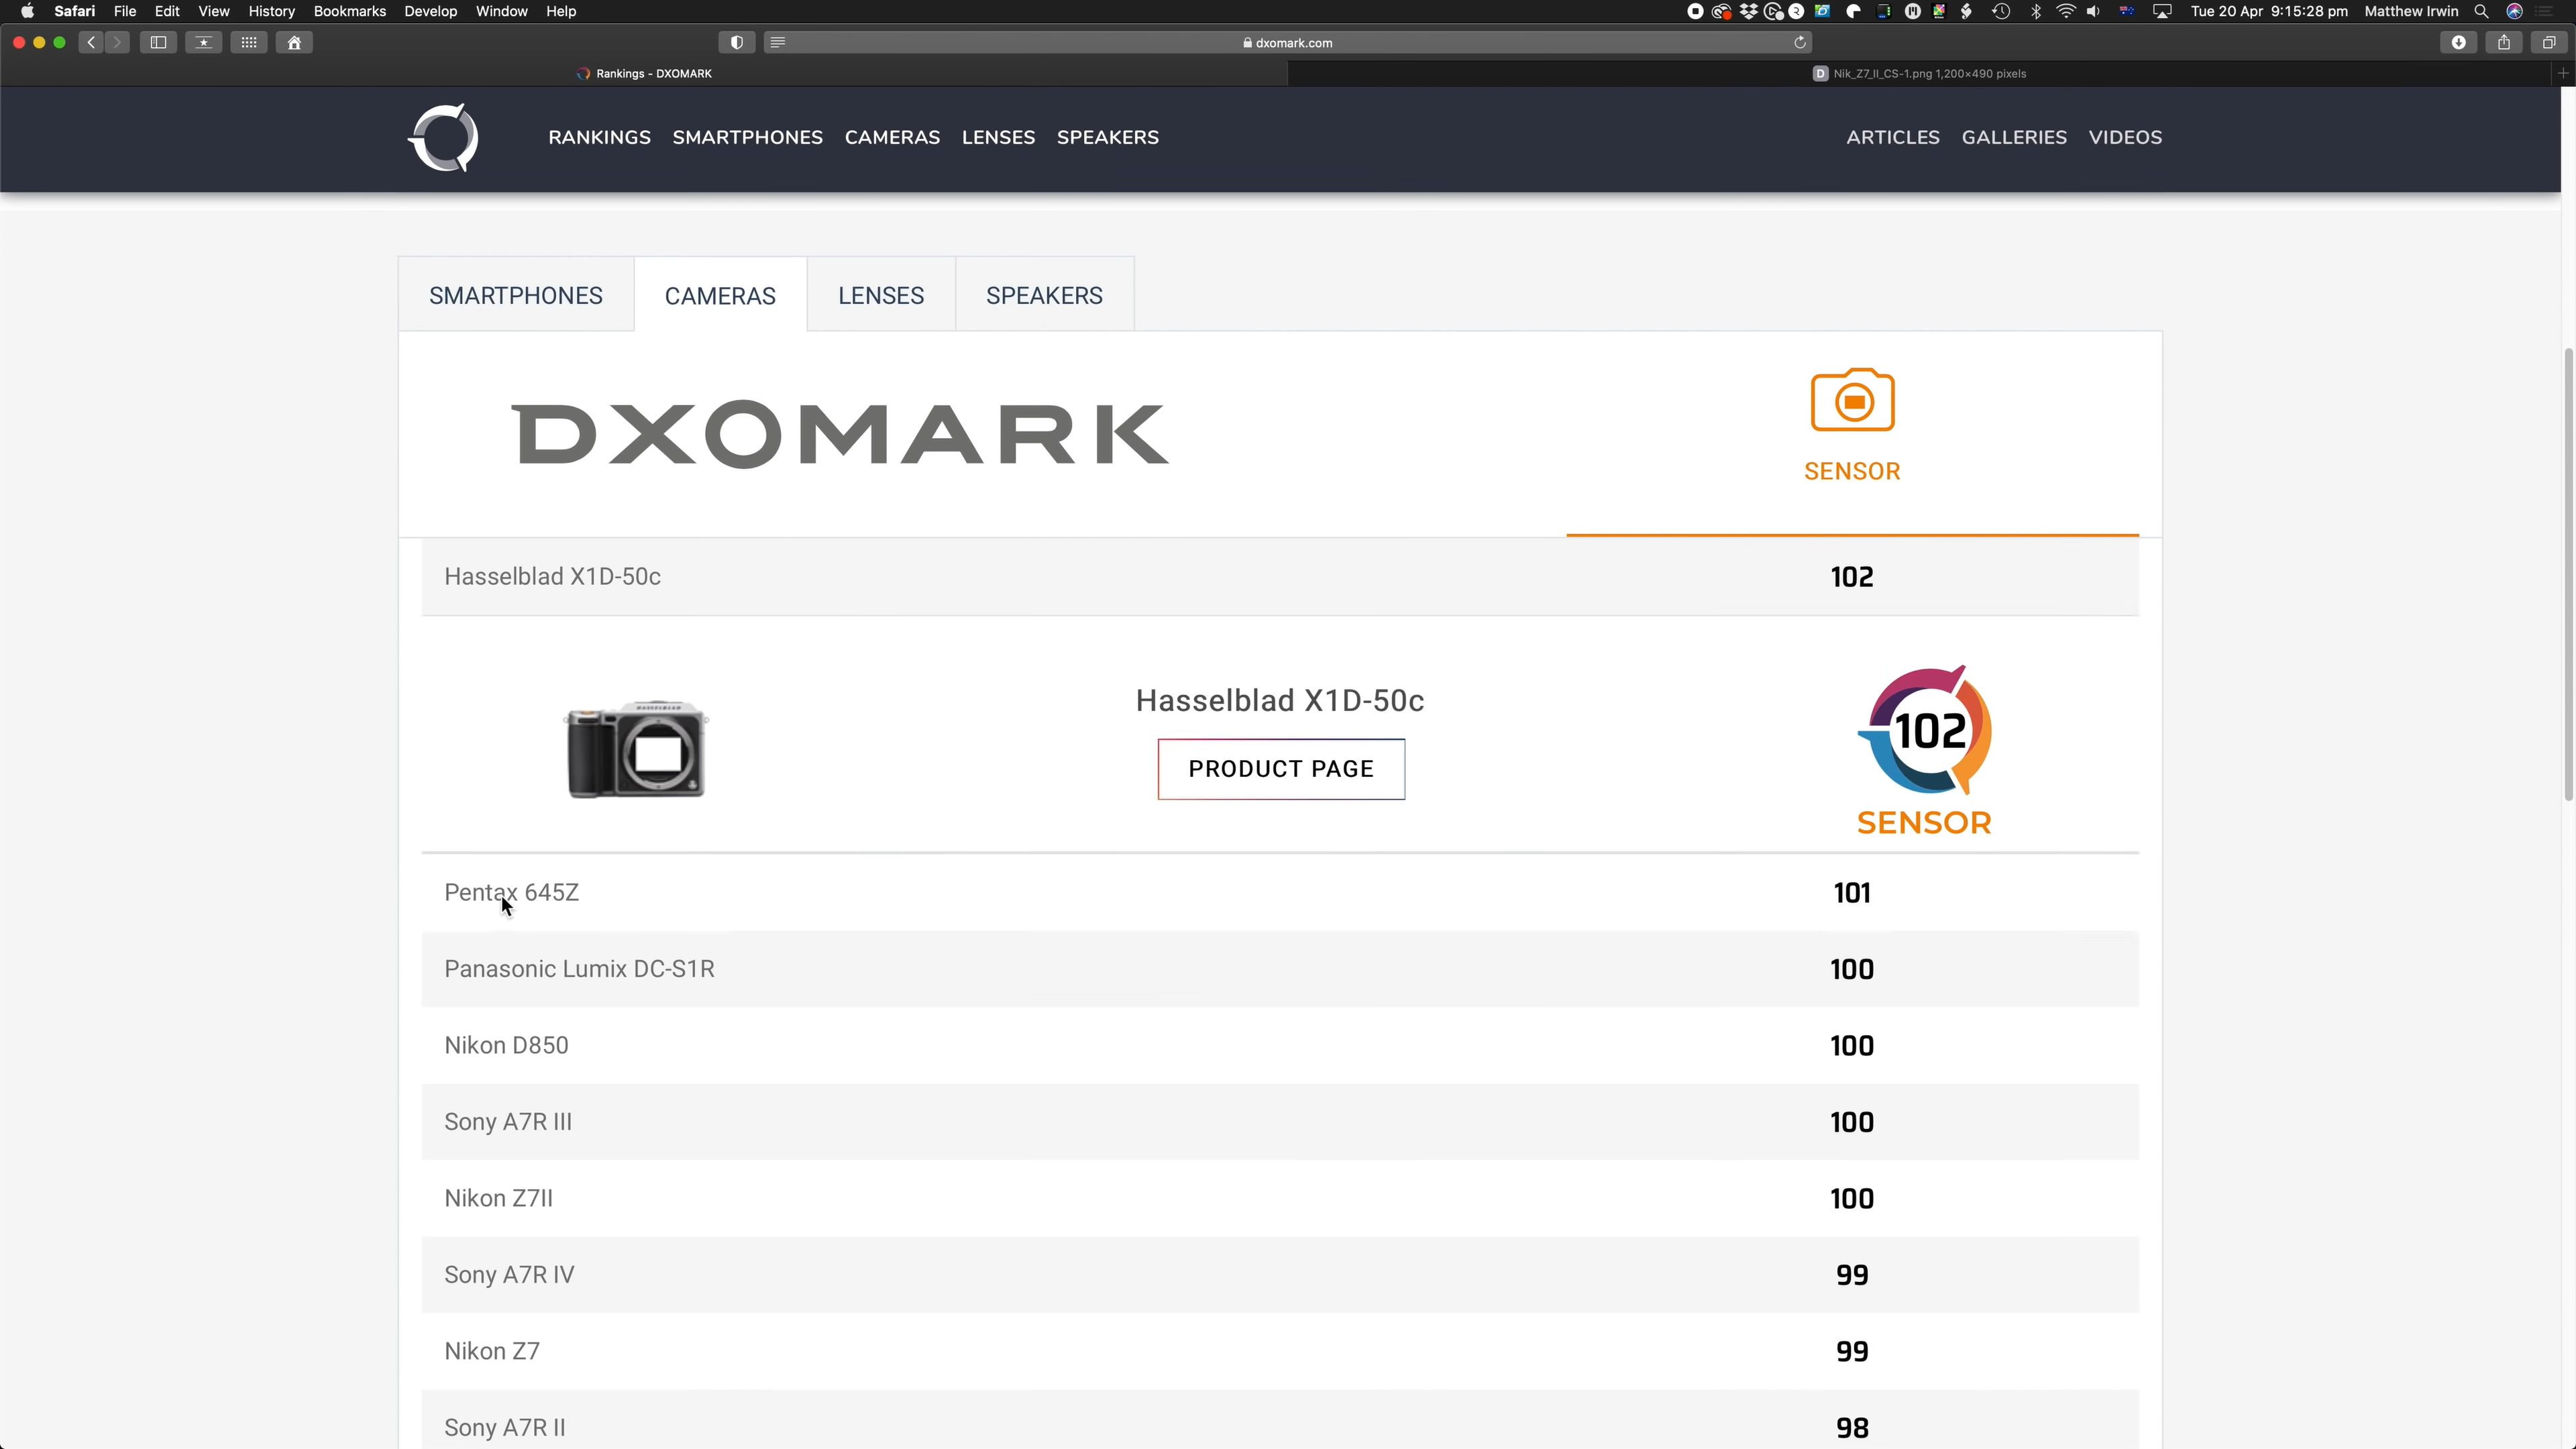 Safari File Edit View History Bookmarks Develop Window Help Tue 20 Apr 9:15:28 pm Matthew Irwin
dxomark.com
Rankings - DXOMARK
D Nik_Z7_II_CS-1.png 1,200×490 pixels
RANKINGS SMARTPHONES CAMERAS LENSES SPEAKERS ARTICLES GALLERIES VIDEOS
SMARTPHONES CAMERAS LENSES SPEAKERS
DXOMARK
SENSOR
Hasselblad X1D-50c 102
Hasselblad X1D-50c
PRODUCT PAGE
102
SENSOR
Pentax 645Z 101
Panasonic Lumix DC-S1R 100
Nikon D850 100
Sony A7R III 100
Nikon Z7II 100
Sony A7R IV 99
Nikon Z7 99
Sony A7R II 98